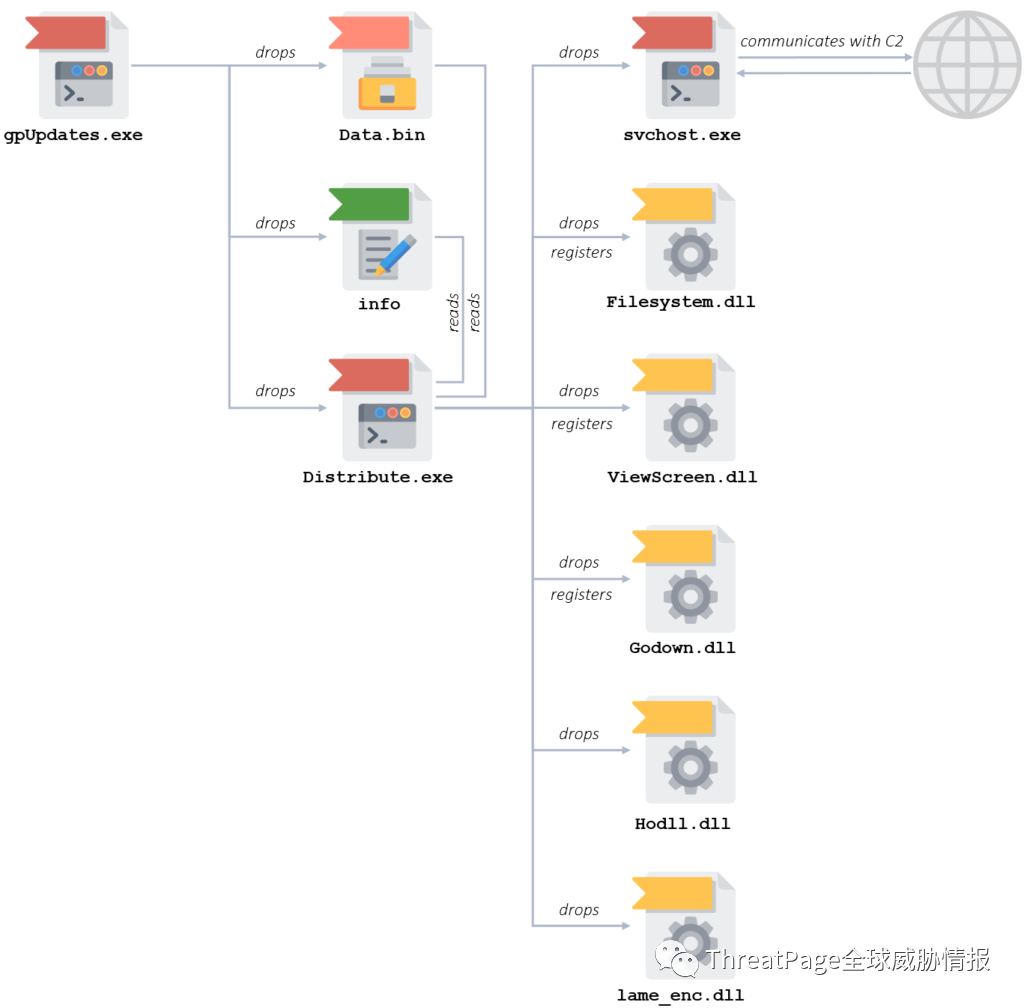 drops
drops
communicates with C2
gpUpdates.exe
Data.bin
svchost.exe
drops
drops
registers
info
Filesystem.dll
reads
reads
drops
drops
registers
Distribute.exe
ViewScreen.dll
drops
registers
Godown.dll
drops
Hodll.dll
drops
ThreatPage全球威胁情报
lame_enc.dll